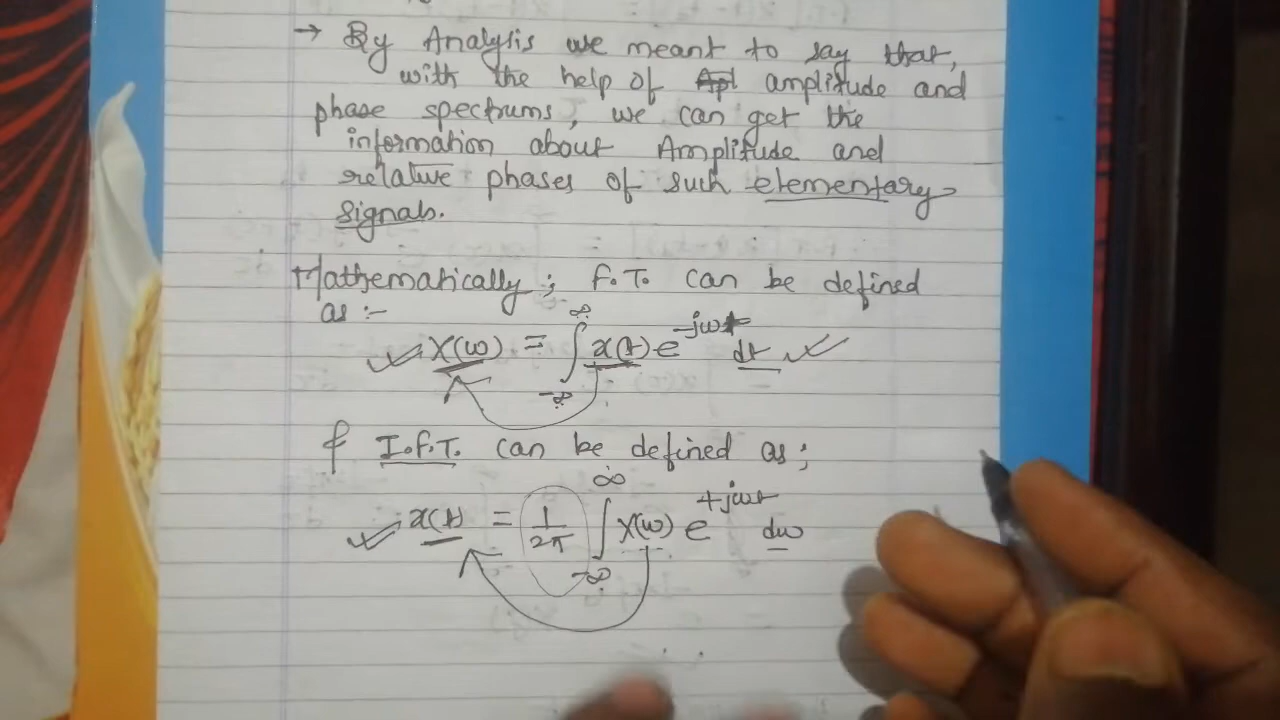 → By Analysis we meant to say that,
with the help of Apl amplitude and
phase spectrums, we can get the
information about Amplitude and
relative phases of such elementary
signals.
Mathematically; F.T. can be defined
as :-
X(ω) = ∫_{-∞}^{∞} x(t) e^{-jωt} dt
& I.F.T. can be defined as;
x(t) = 1/2π ∫_{-∞}^{∞} X(ω) e^{+jωt} dω